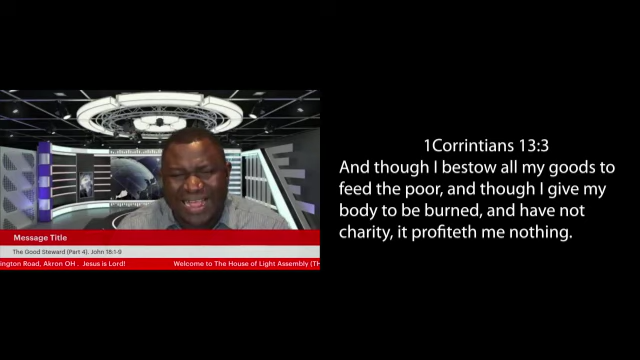 1Corrintians 13:3
And though I bestow all my goods to
feed the poor, and though I give my
body to be burned, and have not
charity, it profiteth me nothing.
Message Title
The Good Steward (Part 4). John 18:1-9
ington Road, Akron OH . Jesus is Lord! Welcome to The House of Light Assembly (TH